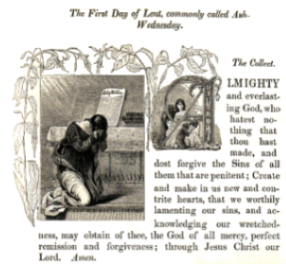 The First Day of Lent, commonly called Ash-
Wednesday.
The Collect.
ALMIGHTY
and everlast-
ing God, who
hatest no-
thing that
thou hast
made, and
dost forgive the Sins of all
them that are penitent; Create
and make in us new and con-
trite hearts, that we worthily
lamenting our sins, and ac-
knowledging our wretched-
ness, may obtain of thee, the God of all mercy, perfect
remission and forgiveness; through Jesus Christ our
Lord. Amen.